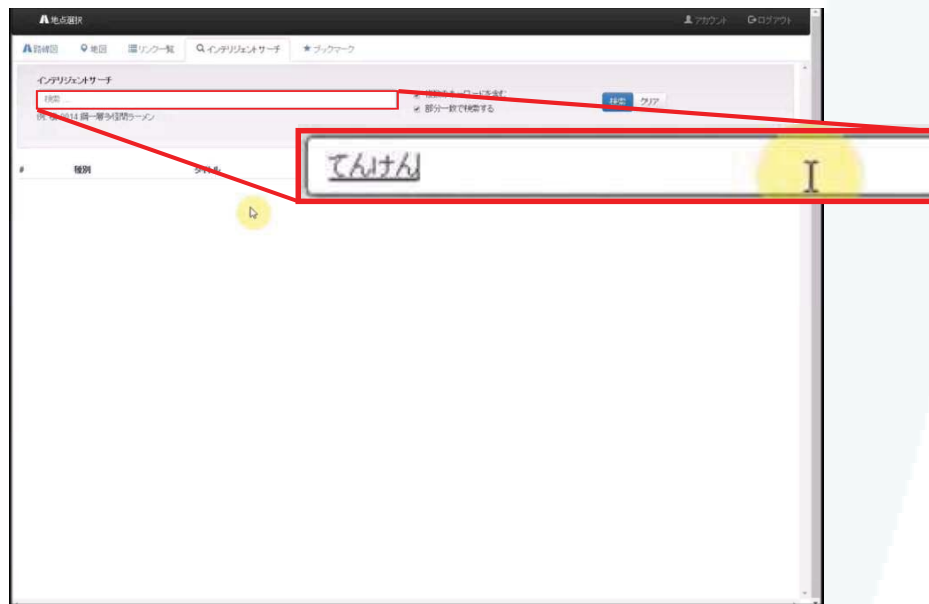 地点選択
アカウント ログアウト
路線図 地図 リンク一覧 インテリジェントサーチ ブックマーク
インテリジェントサーチ
検索 ...
部分一致で検索する
検索 クリア
# 種別
てんけん